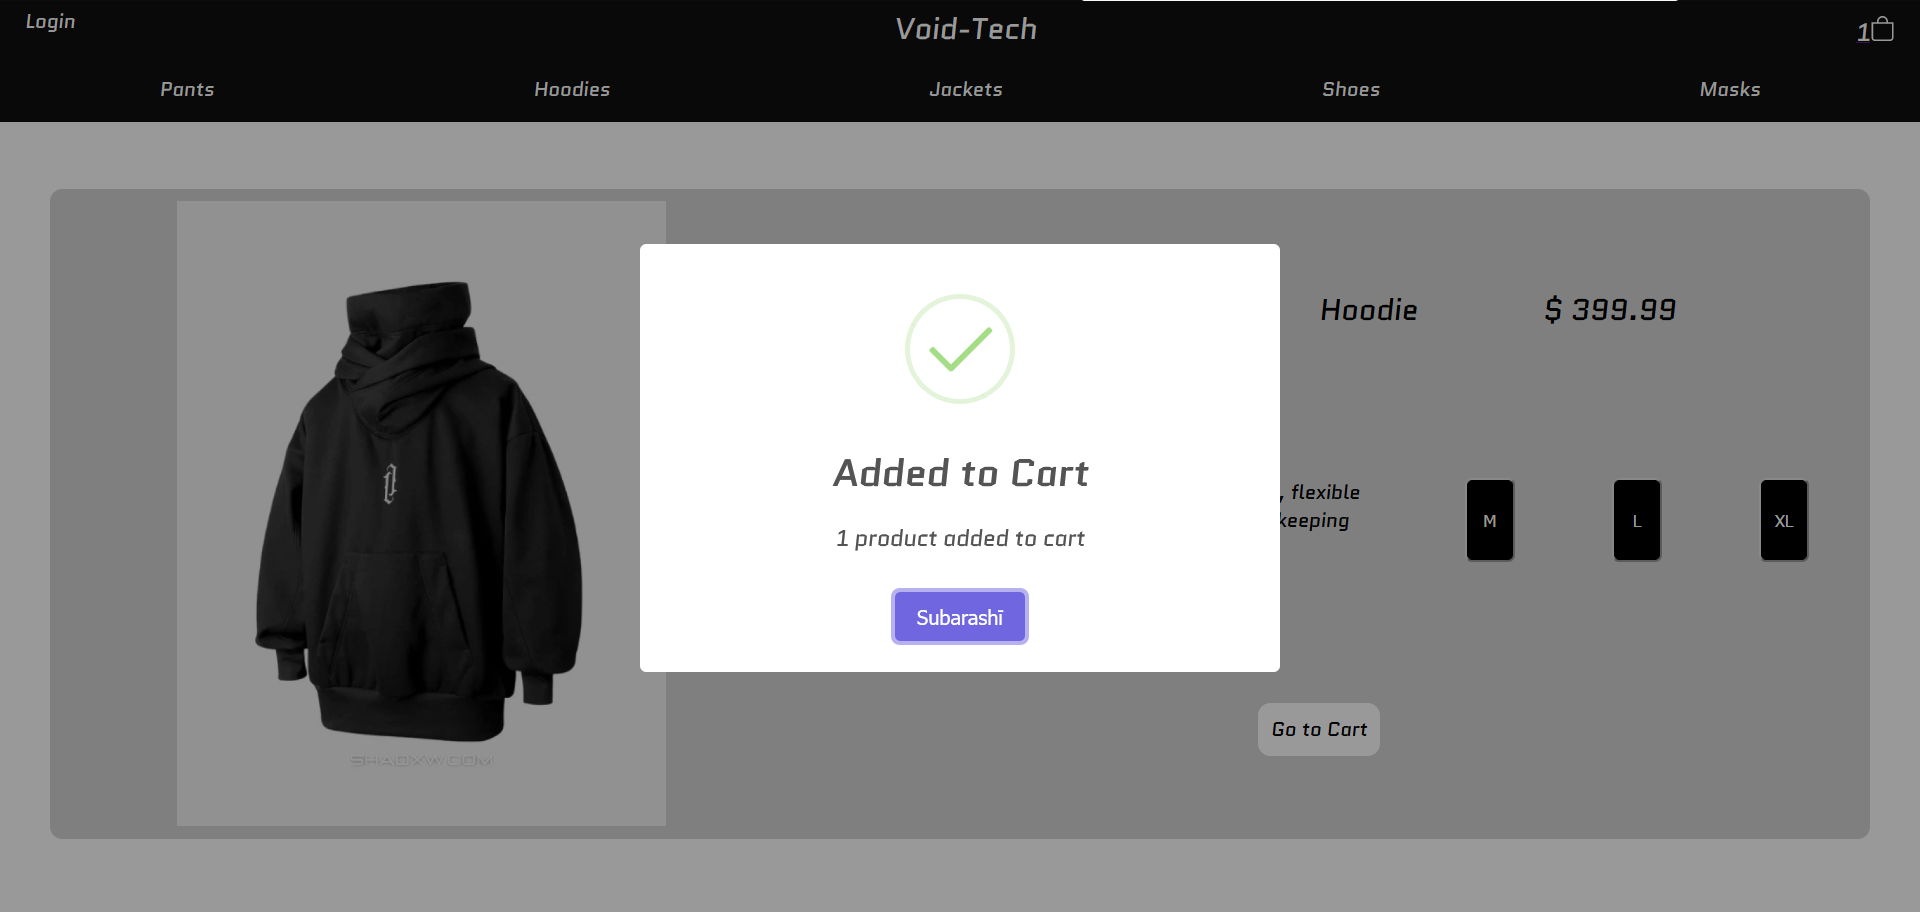 Login
Void-Tech
1
Pants
Hoodies
Jackets
Shoes
Masks
Hoodie
$ 399.99
Added to Cart
1 product added to cart
Subarashī
, flexible
keeping
M
L
XL
Go to Cart
SHADXW.COM